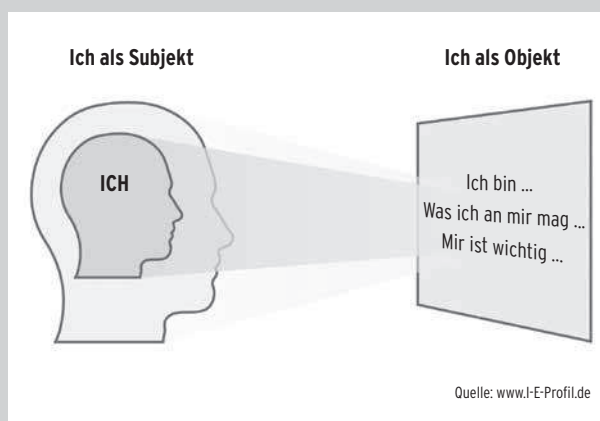 Ich als Subjekt
Ich als Objekt
ICH
Ich bin ...
Was ich an mir mag ...
Mir ist wichtig ...
Quelle: www.I-E-Profil.de